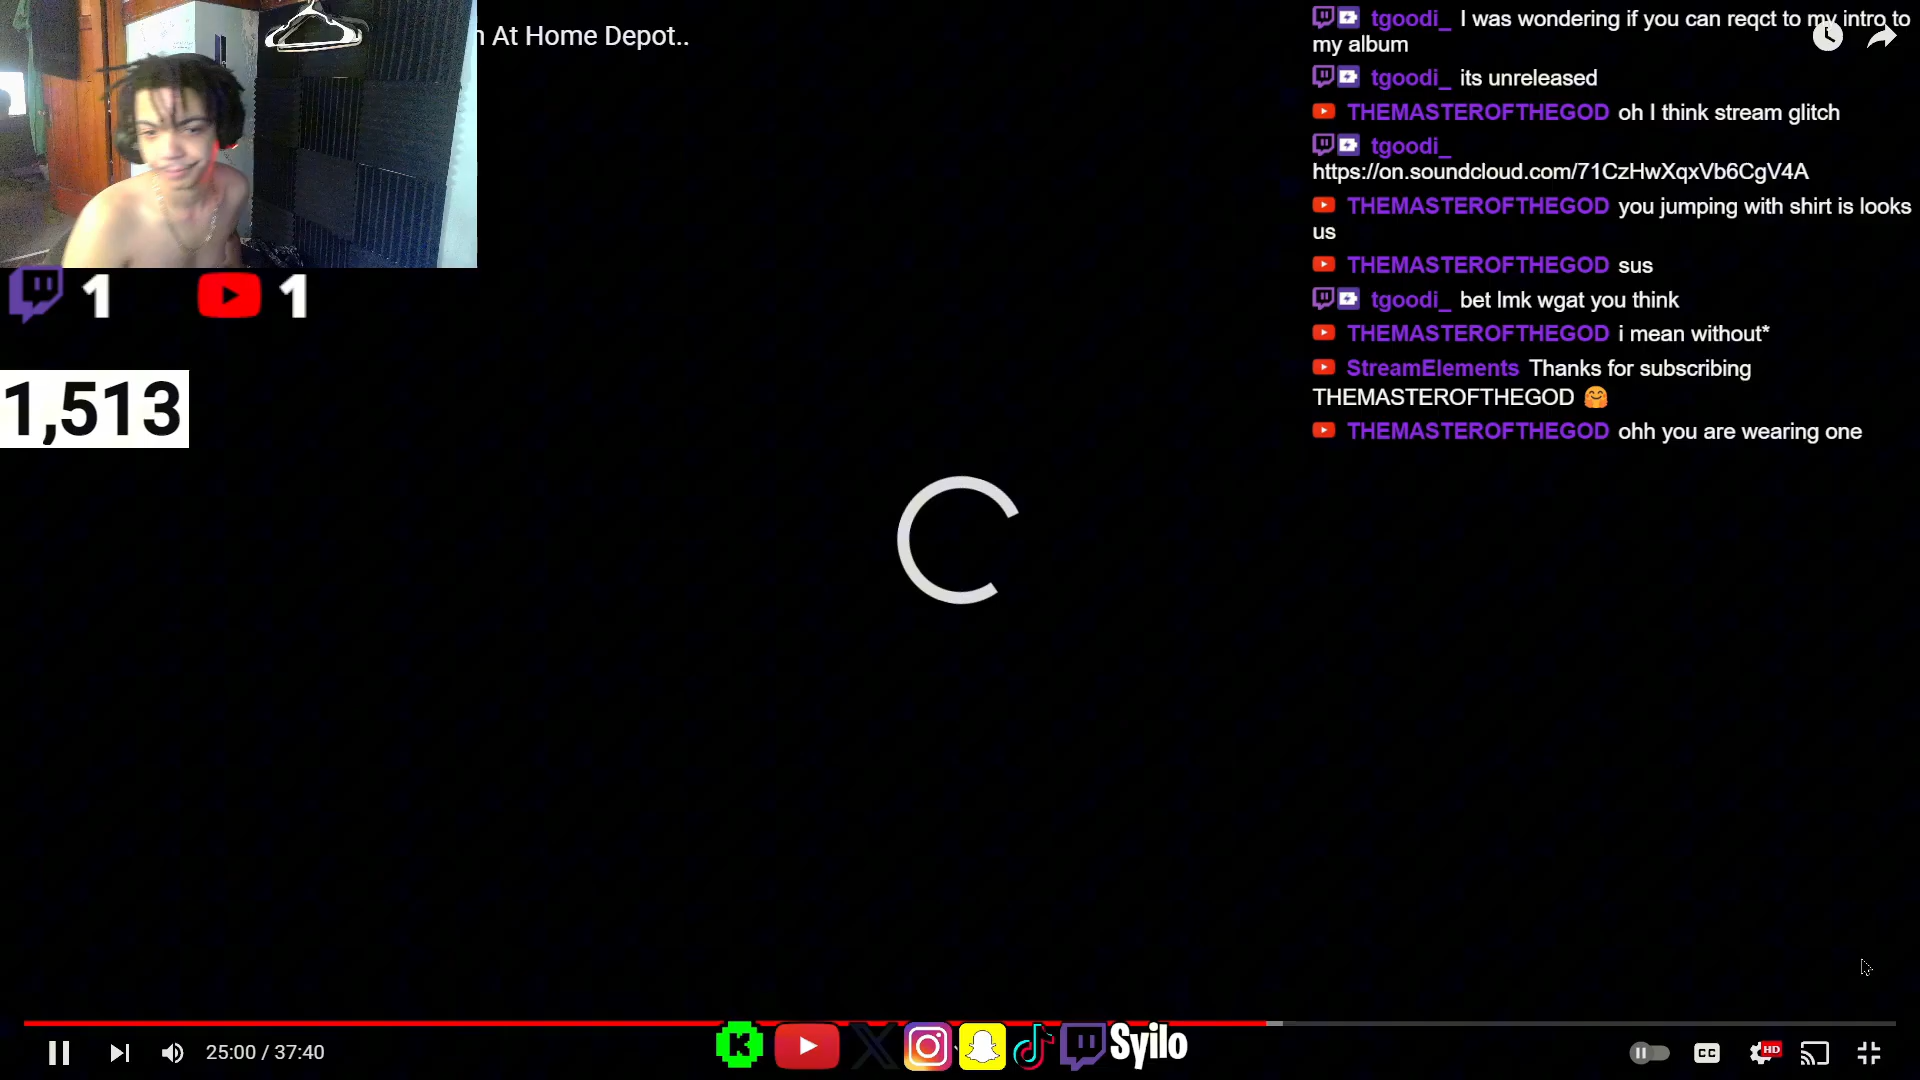 At Home Depot..
tgoodi_ I was wondering if you can reqct to my intro to
my album
tgoodi_ its unreleased
THEMASTEROFTHEGOD oh I think stream glitch
tgoodi_
https://on.soundcloud.com/71CzHwXqxVb6CgV4A
THEMASTEROFTHEGOD you jumping with shirt is looks
us
THEMASTEROFTHEGOD sus
tgoodi_ bet lmk wgat you think
THEMASTEROFTHEGOD i mean without*
StreamElements Thanks for subscribing
THEMASTEROFTHEGOD 🤗
THEMASTEROFTHEGOD ohh you are wearing one
1 1
1,513
25:00 / 37:40
K
Syilo
CC
HD